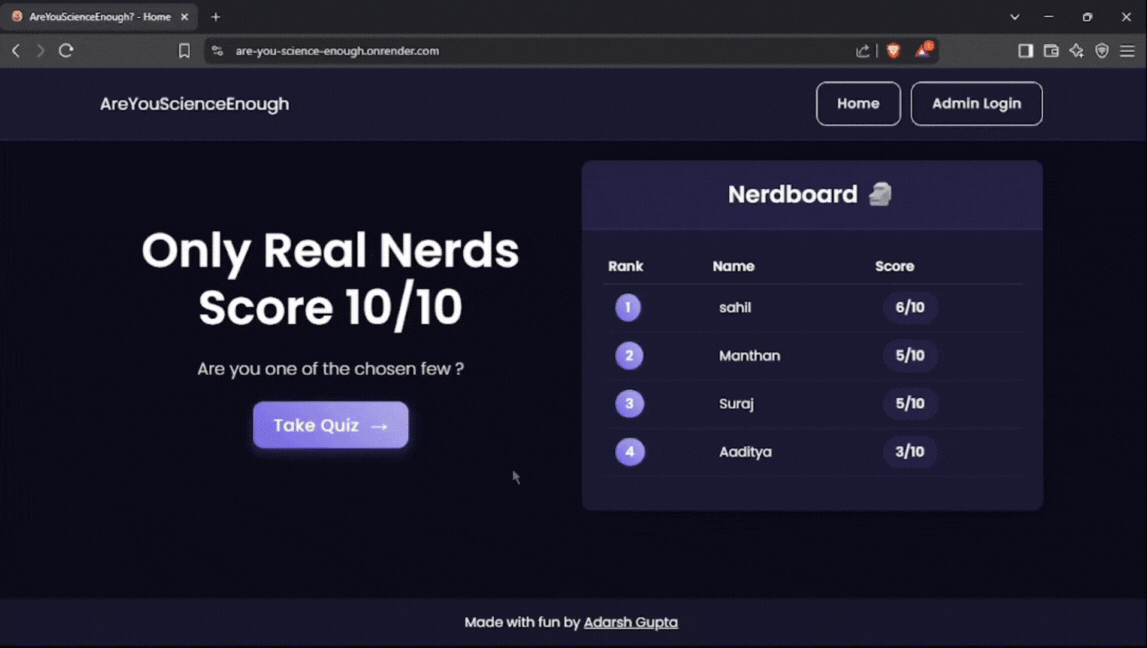 AreYouScienceEnough? - Home
are-you-science-enough.onrender.com
AreYouScienceEnough
Home
Admin Login
Only Real Nerds
Score 10/10
Are you one of the chosen few ?
Take Quiz →
Nerdboard 🗿
Rank Name Score
1 sahil 6/10
2 Manthan 5/10
3 Suraj 5/10
4 Aaditya 3/10
Made with fun by Adarsh Gupta